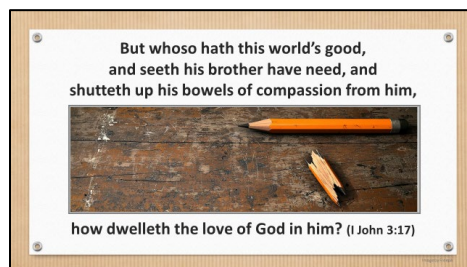 But whoso hath this world's good,
and seeth his brother have need, and
shutteth up his bowels of compassion from him,
how dwelleth the love of God in him? (I John 3:17)